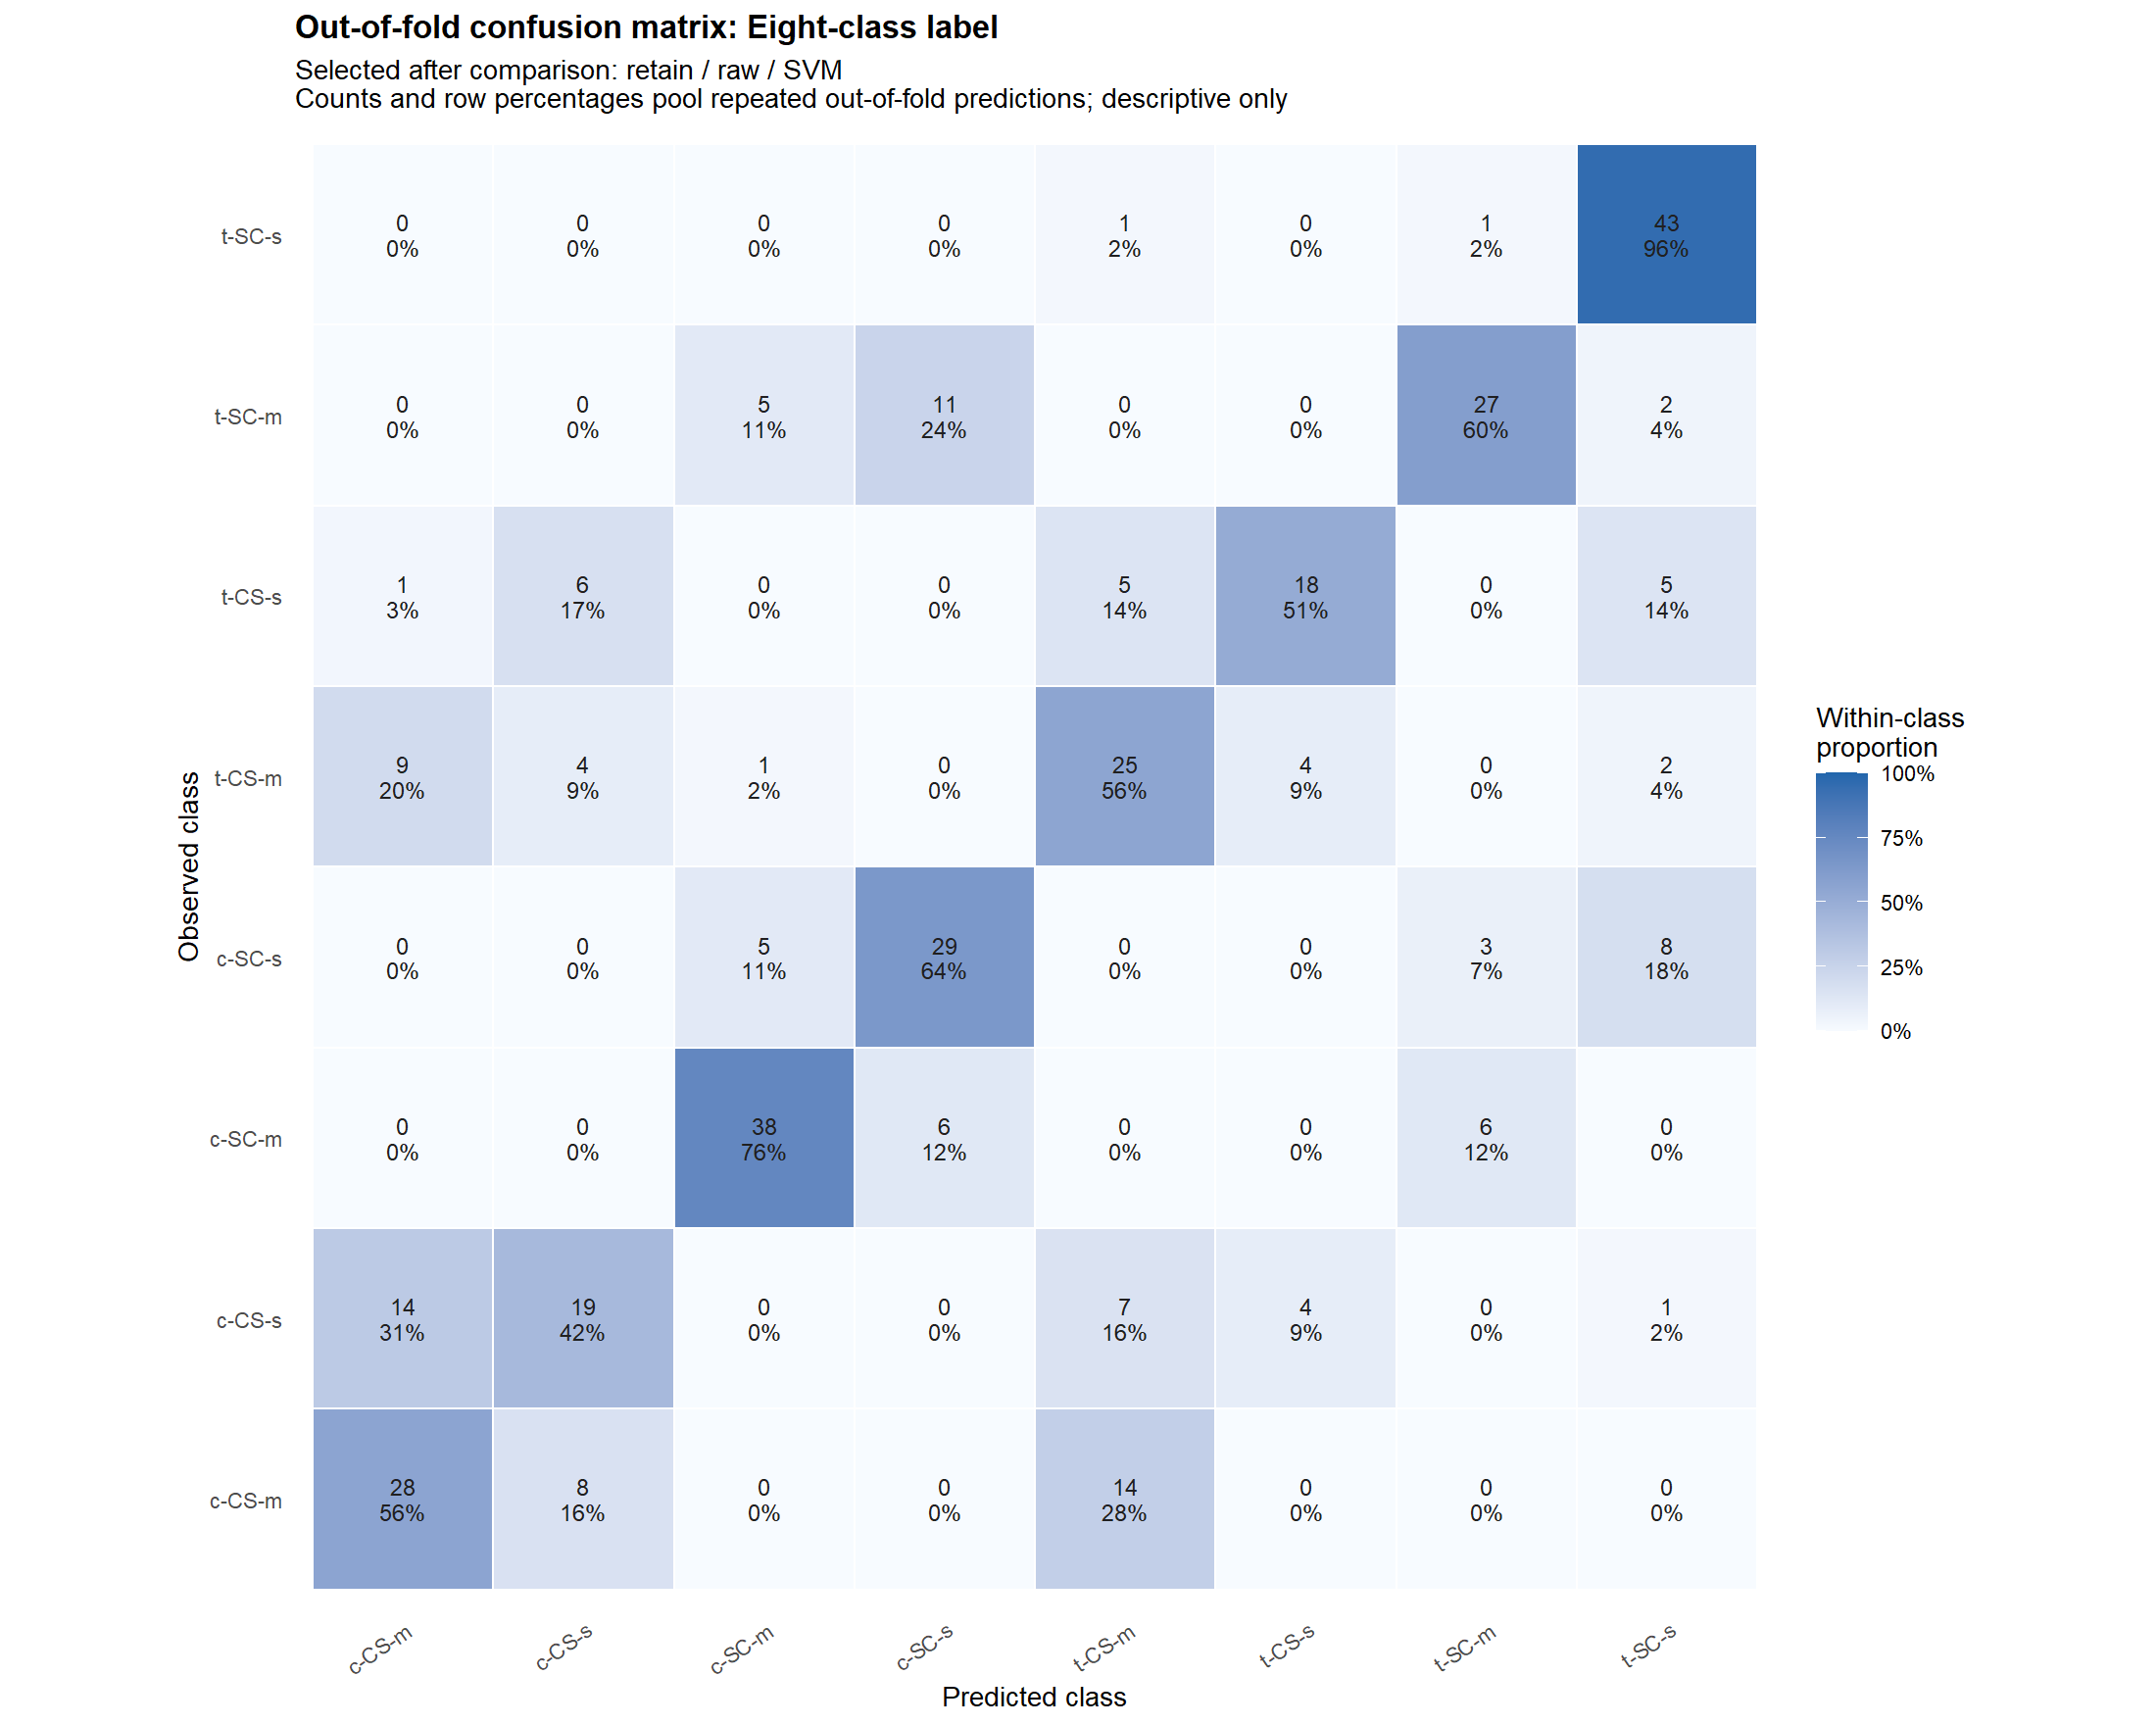 Out-of-fold confusion matrix: Eight-class label
Selected after comparison: retain / raw / SVM
Counts and row percentages pool repeated out-of-fold predictions; descriptive only
Observed class
t-SC-s
0 0 0 0 1 0 1 43
0% 0% 0% 0% 2% 0% 2% 96%
t-SC-m
0 0 5 11 0 0 27 2
0% 0% 11% 24% 0% 0% 60% 4%
t-CS-s
1 6 0 0 5 18 0 5
3% 17% 0% 0% 14% 51% 0% 14%
t-CS-m
9 4 1 0 25 4 0 2
20% 9% 2% 0% 56% 9% 0% 4%
c-SC-s
0 0 5 29 0 0 3 8
0% 0% 11% 64% 0% 0% 7% 18%
c-SC-m
0 0 38 6 0 0 6 0
0% 0% 76% 12% 0% 0% 12% 0%
c-CS-s
14 19 0 0 7 4 0 1
31% 42% 0% 0% 16% 9% 0% 2%
c-CS-m
28 8 0 0 14 0 0 0
56% 16% 0% 0% 28% 0% 0% 0%
c-CS-m c-CS-s c-SC-m c-SC-s t-CS-m t-CS-s t-SC-m t-SC-s
Predicted class
Within-class
proportion
100%
75%
50%
25%
0%